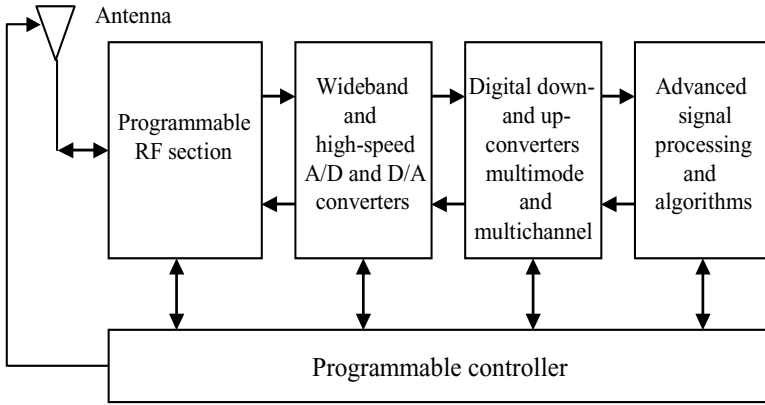 Antenna
Programmable
RF section
Wideband
and
high-speed
A/D and D/A
converters
Digital down-
and up-
converters
multimode
and
multichannel
Advanced
signal
processing
and
algorithms
Programmable controller